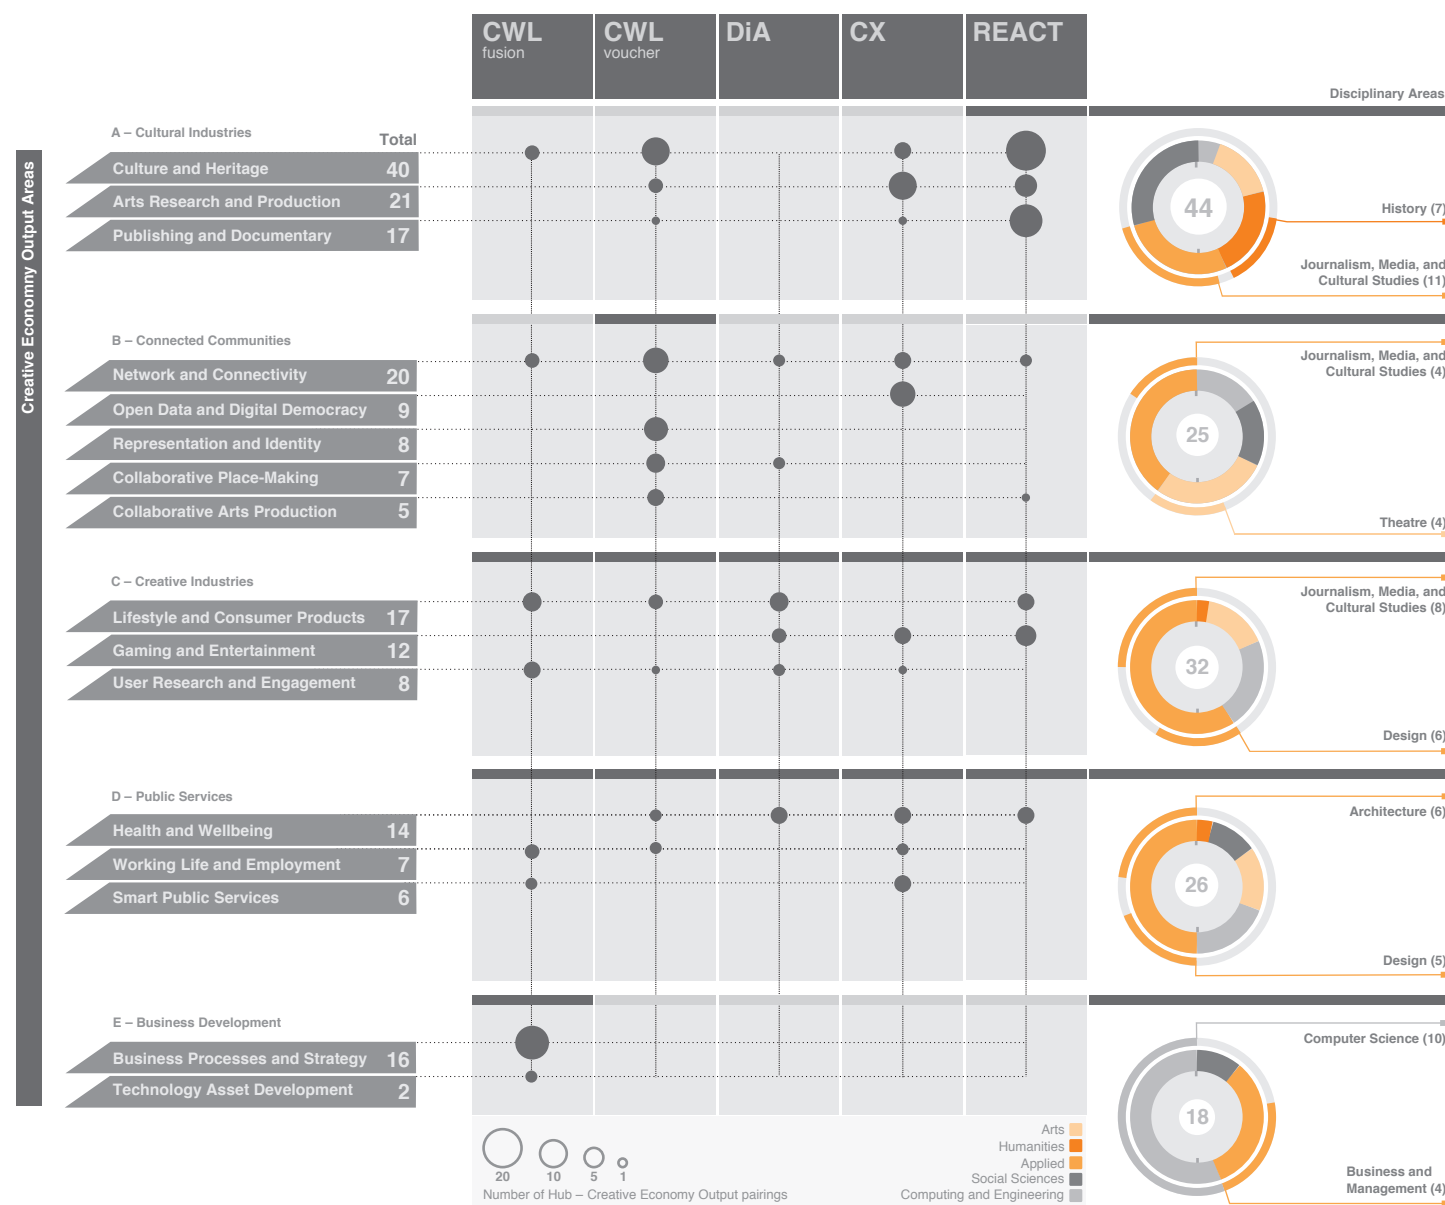 CWL
fusion
CWL
voucher
DiA
CX
REACT
Disciplinary Areas
Creative Economny Output Areas
A – Cultural Industries
Total
Culture and Heritage 40
Arts Research and Production 21
Publishing and Documentary 17
44
History (7)
Journalism, Media, and
Cultural Studies (11)
B – Connected Communities
Network and Connectivity 20
Open Data and Digital Democracy 9
Representation and Identity 8
Collaborative Place-Making 7
Collaborative Arts Production 5
Journalism, Media, and
Cultural Studies (4)
25
Theatre (4)
C – Creative Industries
Lifestyle and Consumer Products 17
Gaming and Entertainment 12
User Research and Engagement 8
Journalism, Media, and
Cultural Studies (8)
32
Design (6)
D – Public Services
Health and Wellbeing 14
Working Life and Employment 7
Smart Public Services 6
Architecture (6)
26
Design (5)
E – Business Development
Business Processes and Strategy 16
Technology Asset Development 2
Computer Science (10)
18
Business and
Management (4)
20 10 5 1
Number of Hub – Creative Economy Output pairings
Arts
Humanities
Applied
Social Sciences
Computing and Engineering